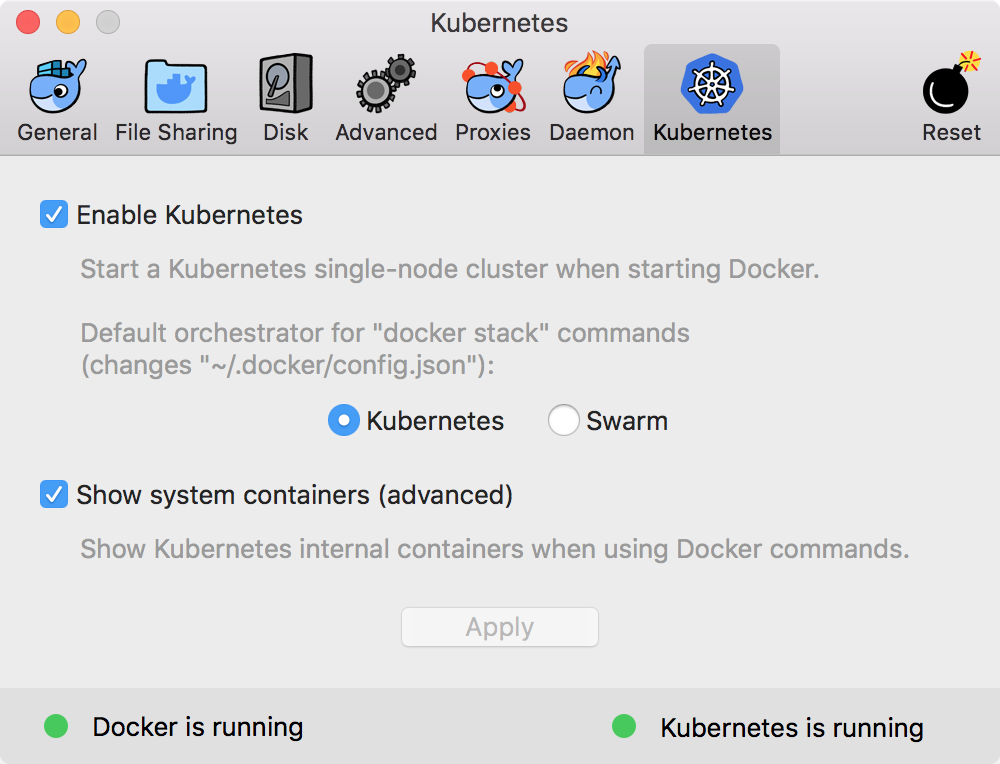 Kubernetes
General
File Sharing
Disk
Advanced
Proxies
Daemon
Kubernetes
Reset
Enable Kubernetes
Start a Kubernetes single-node cluster when starting Docker.
Default orchestrator for "docker stack" commands
(changes "~/.docker/config.json"):
Kubernetes
Swarm
Show system containers (advanced)
Show Kubernetes internal containers when using Docker commands.
Apply
Docker is running
Kubernetes is running